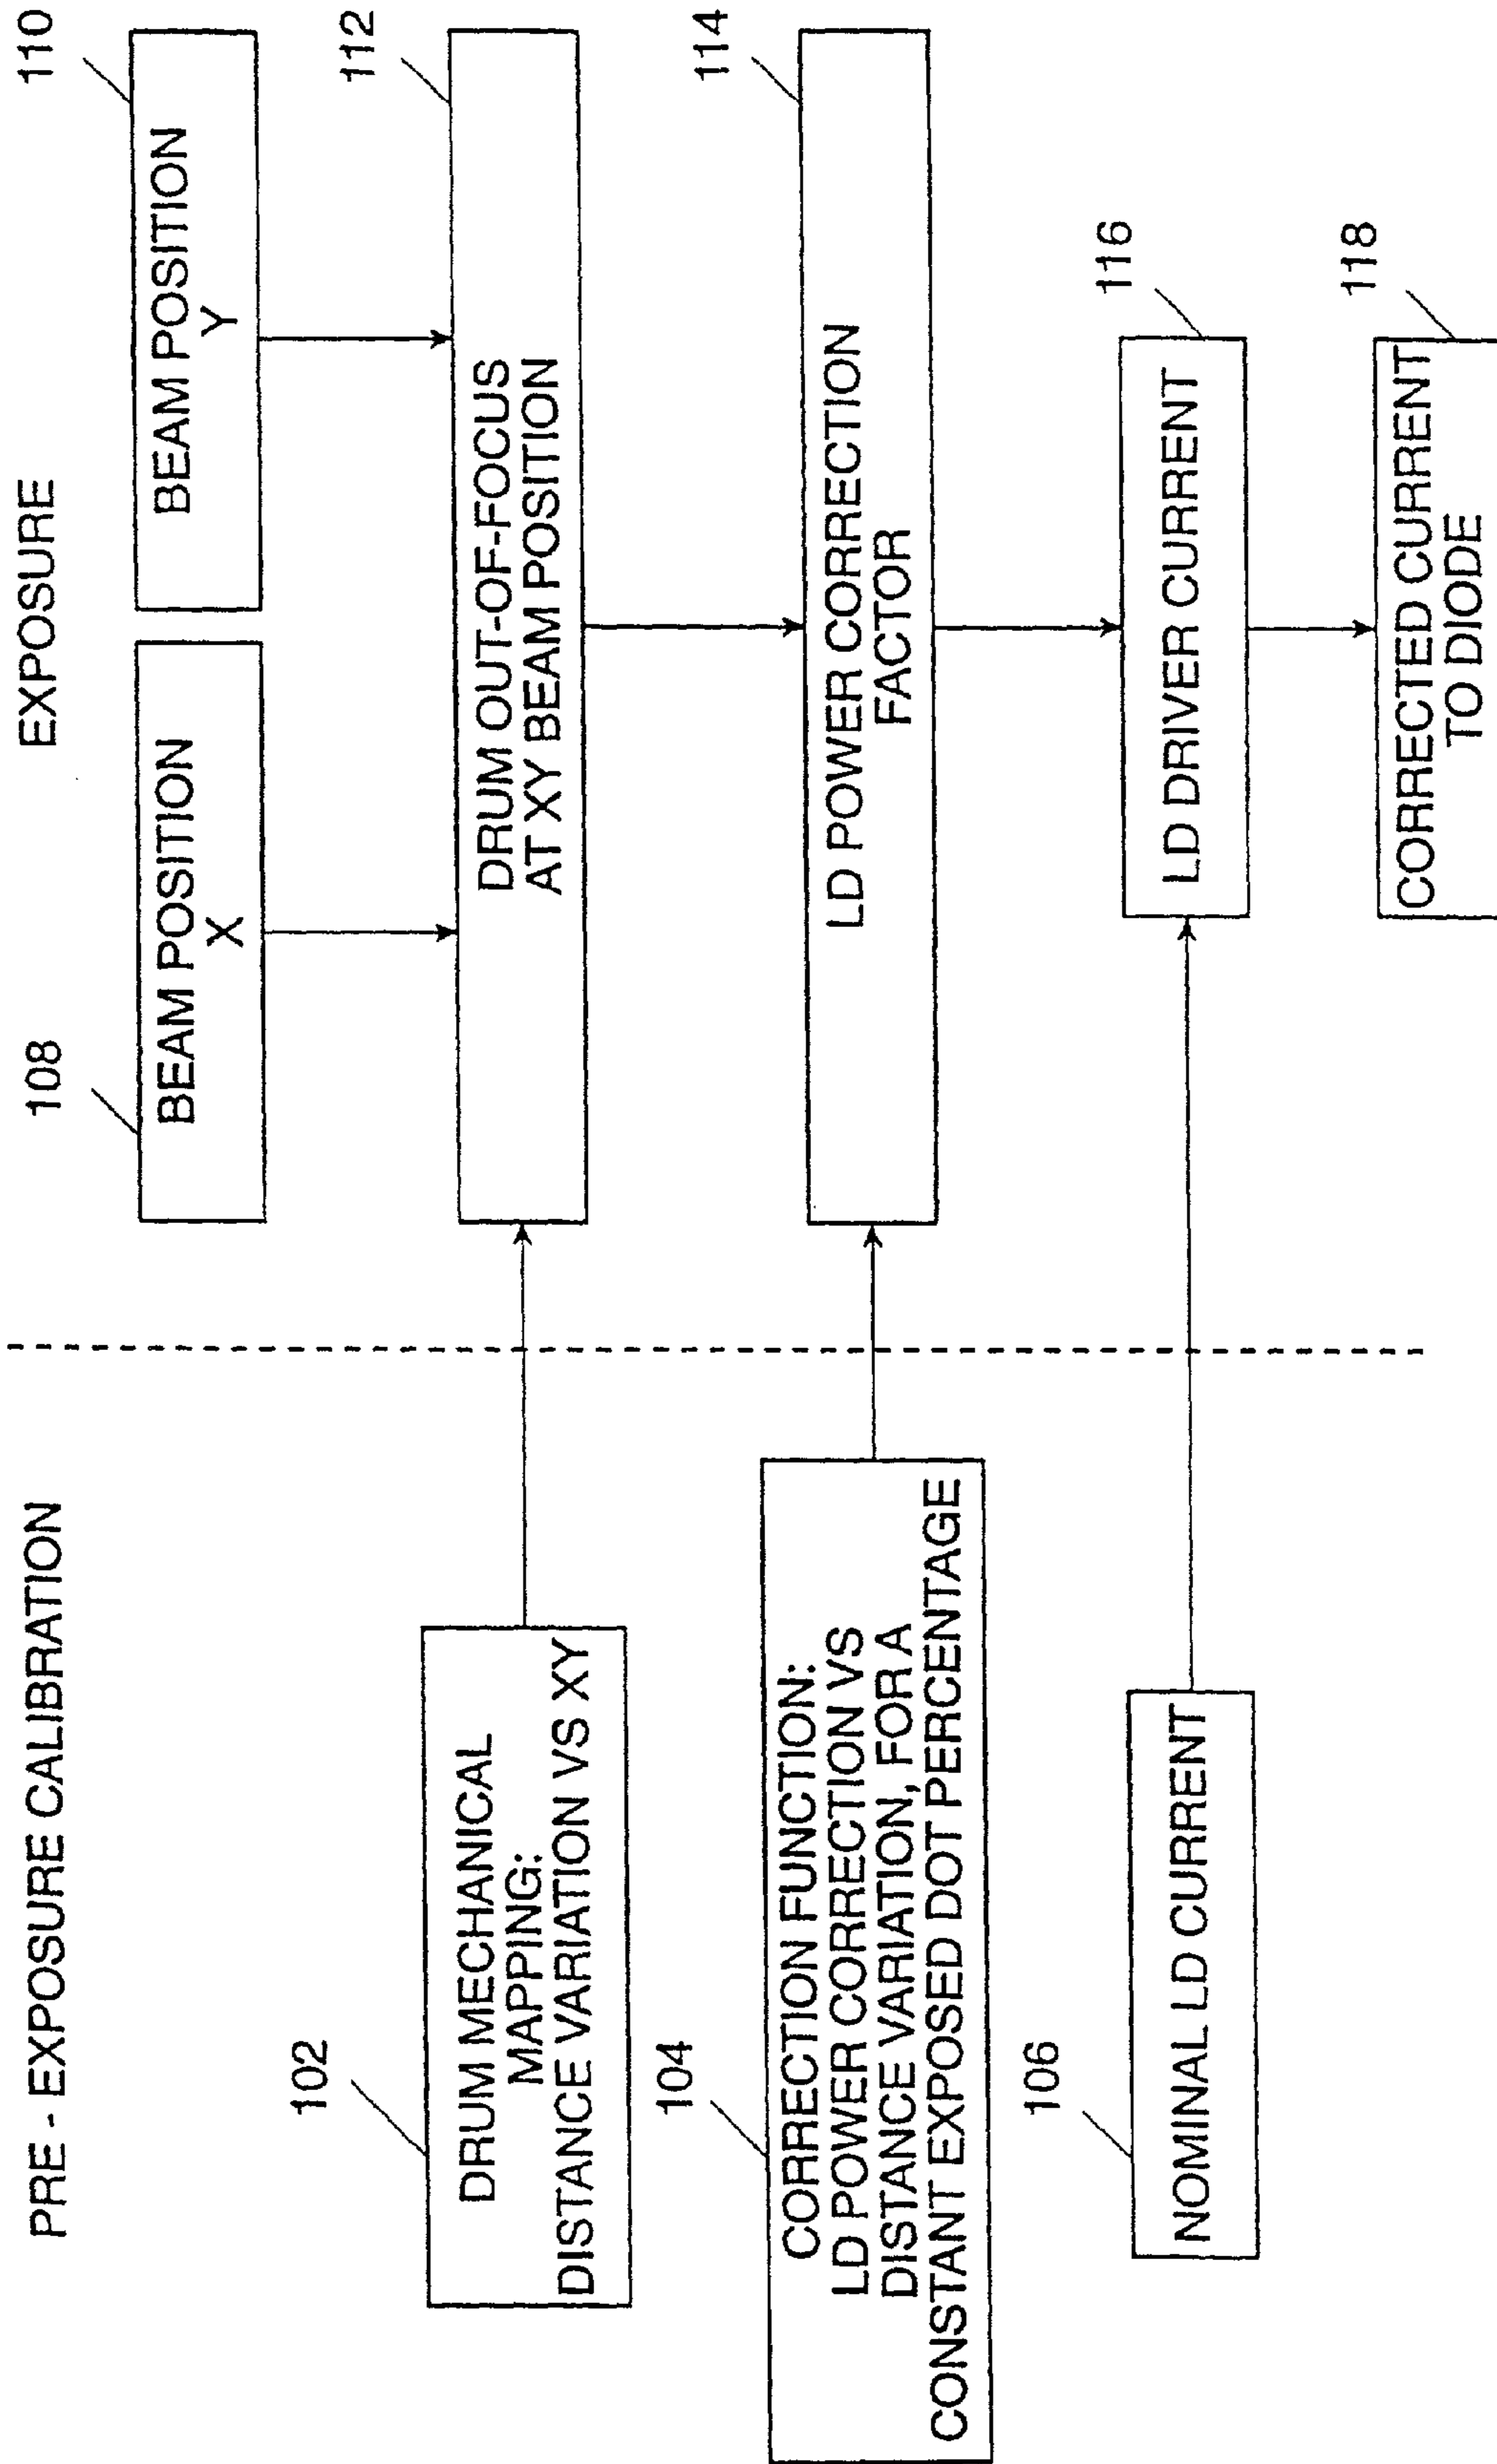 PRE - EXPOSURE CALIBRATION
102
DRUM MECHANICAL
MAPPING:
DISTANCE VARIATION VS XY
104
CORRECTION FUNCTION:
LD POWER CORRECTION VS
DISTANCE VARIATION, FOR A
CONSTANT EXPOSED DOT PERCENTAGE
106
NOMINAL LD CURRENT
EXPOSURE
108
BEAM POSITION
X
110
BEAM POSITION
Y
112
DRUM OUT-OF-FOCUS
AT XY BEAM POSITION
114
LD POWER CORRECTION
FACTOR
116
LD DRIVER CURRENT
118
CORRECTED CURRENT
TO DIODE